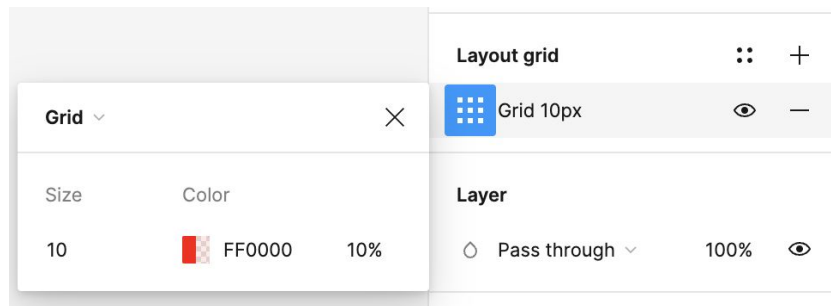 Layout grid
Grid
Grid 10px
Size Color
Layer
10 FF0000 10%
Pass through 100%